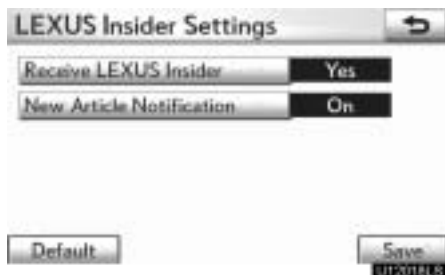 LEXUS Insider Settings
Receive LEXUS Insider Yes
New Article Notification On
Default Save